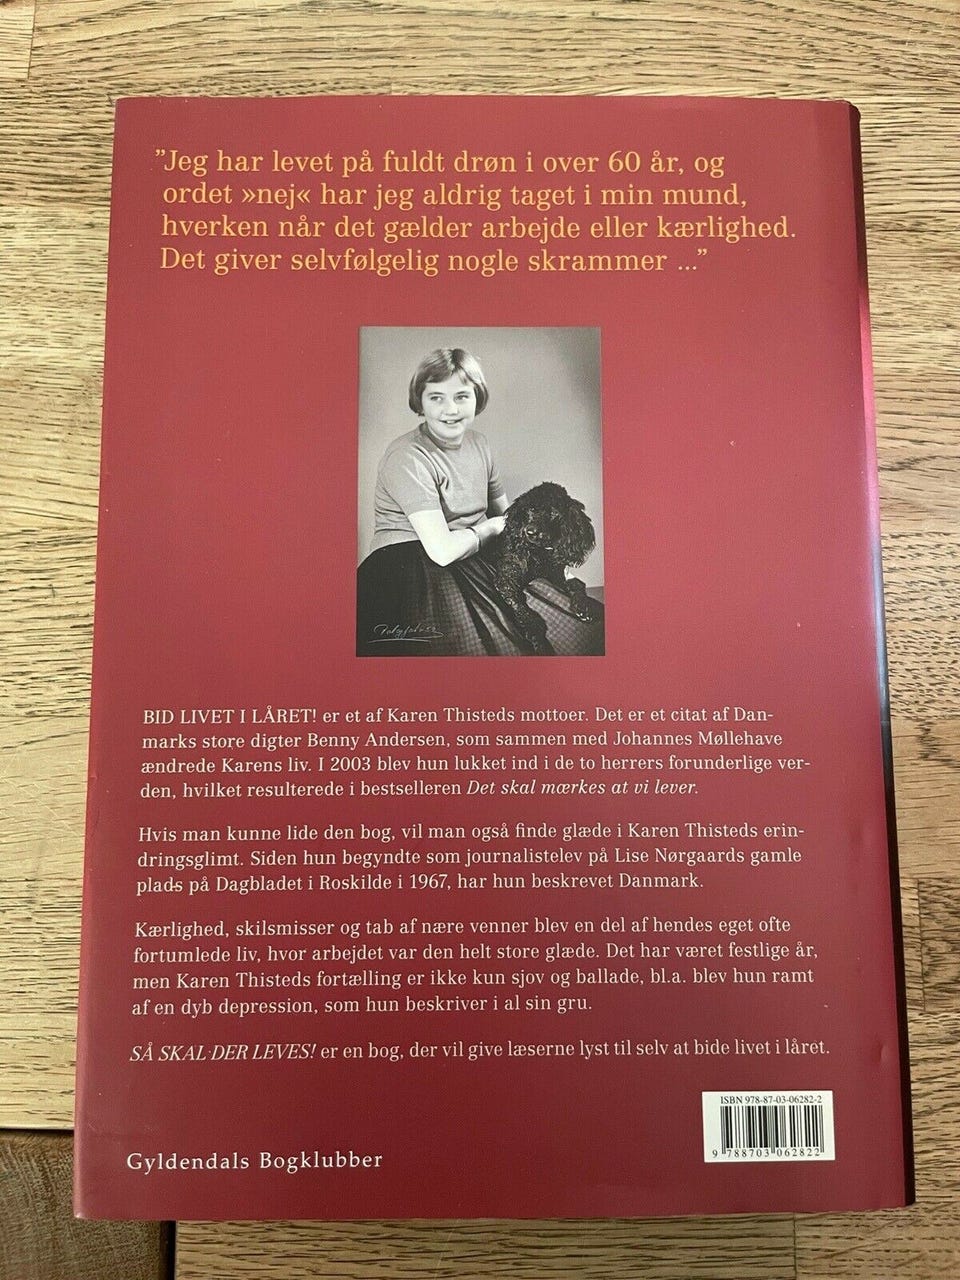 ”Jeg har levet på fuldt drøn i over 60 år, og
ordet »nej« har jeg aldrig taget i min mund,
hverken når det gælder arbejde eller kærlighed.
Det giver selvfølgelig nogle skrammer ...”
Polyfoto
BID LIVET I LÅRET! er et af Karen Thisteds mottoer. Det er et citat af Dan-
marks store digter Benny Andersen, som sammen med Johannes Møllehave
ændrede Karens liv. I 2003 blev hun lukket ind i de to herrers forunderlige ver-
den, hvilket resulterede i bestselleren Det skal mærkes at vi lever.
Hvis man kunne lide den bog, vil man også finde glæde i Karen Thisteds erin-
dringsglimt. Siden hun begyndte som journalistelev på Lise Nørgaards gamle
plads på Dagbladet i Roskilde i 1967, har hun beskrevet Danmark.
Kærlighed, skilsmisser og tab af nære venner blev en del af hendes eget ofte
fortumlede liv, hvor arbejdet var den helt store glæde. Det har været festlige år,
men Karen Thisteds fortælling er ikke kun sjov og ballade, bl.a. blev hun ramt
af en dyb depression, som hun beskriver i al sin gru.
SÅ SKAL DER LEVES! er en bog, der vil give læserne lyst til selv at bide livet i låret.
ISBN 978-87-03-06282-2
9 788703 062822
Gyldendals Bogklubber